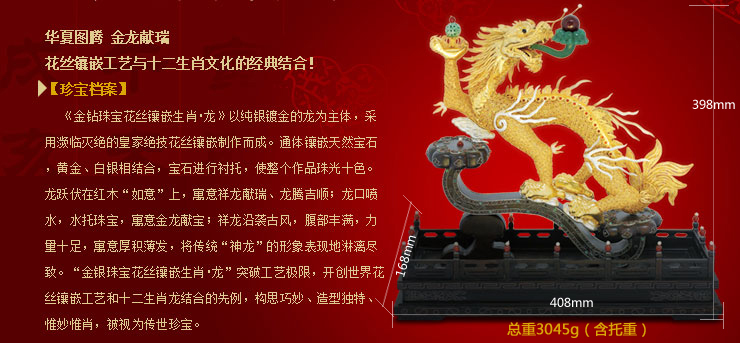 华夏图腾 金龙献瑞
花丝镶嵌工艺与十二生肖文化的经典结合！
【珍宝档案】
《金钻珠宝花丝镶嵌生肖·龙》以纯银镀金的龙为主体，采
用濒临灭绝的皇家绝技花丝镶嵌制作而成。通体镶嵌天然宝石
，黄金、白银相结合，宝石进行衬托，使整个作品珠光十色。
龙跃伏在红木“如意”上，寓意祥龙献瑞、龙腾吉顺；龙口喷
水，水托珠宝，寓意金龙献宝；祥龙沿袭古风，腹部丰满，力
量十足，寓意厚积薄发，将传统“神龙”的形象表现地淋离尽
致。“金银珠宝花丝镶嵌生肖·龙”突破工艺极限，开创世界花
丝镶嵌工艺和十二生肖龙结合的先例，构思巧妙、造型独特、
惟妙惟肖，被视为传世珍宝。
398mm
168mm
408mm
总重3045g（含托重）